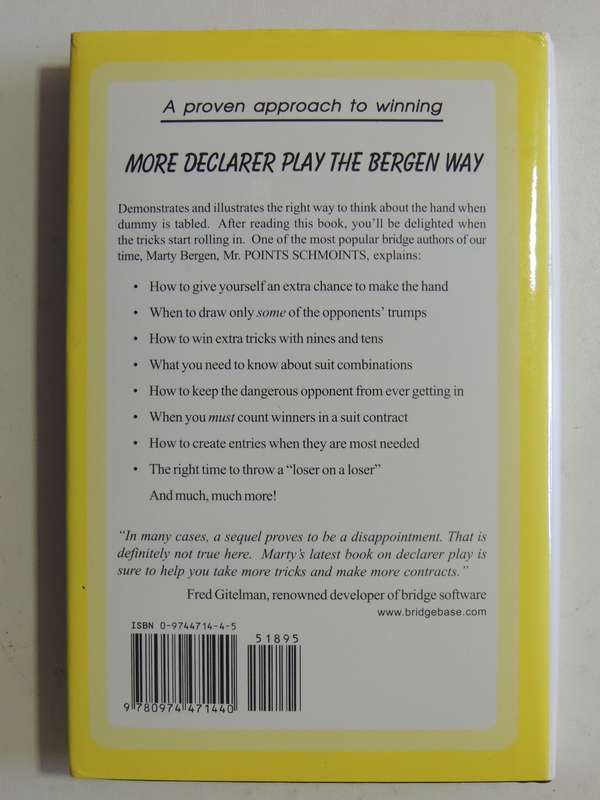 A proven approach to winning
MORE DECLARER PLAY THE BERGEN WAY
Demonstrates and illustrates the right way to think about the hand when
dummy is tabled. After reading this book, you'll be delighted when
the tricks start rolling in. One of the most popular bridge authors of our
time, Marty Bergen, Mr. POINTS SCHMOINTS, explains:
• How to give yourself an extra chance to make the hand
• When to draw only some of the opponents' trumps
• How to win extra tricks with nines and tens
• What you need to know about suit combinations
• How to keep the dangerous opponent from ever getting in
• When you must count winners in a suit contract
• How to create entries when they are most needed
• The right time to throw a "loser on a loser"
And much, much more!
"In many cases, a sequel proves to be a disappointment. That is
definitely not true here. Marty's latest book on declarer play is
sure to help you take more tricks and make more contracts."
Fred Gitelman, renowned developer of bridge software
www.bridgebase.com
ISBN 0-9744714-4-5
51895
9 780974 471440